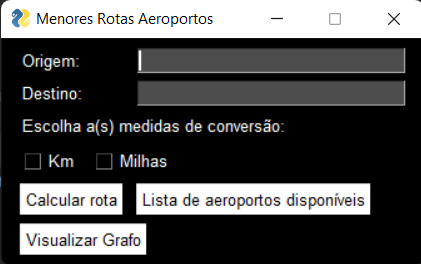 Menores Rotas Aeroportos
Origem:
Destino:
Escolha a(s) medidas de conversão:
Km Milhas
Calcular rota Lista de aeroportos disponíveis
Visualizar Grafo